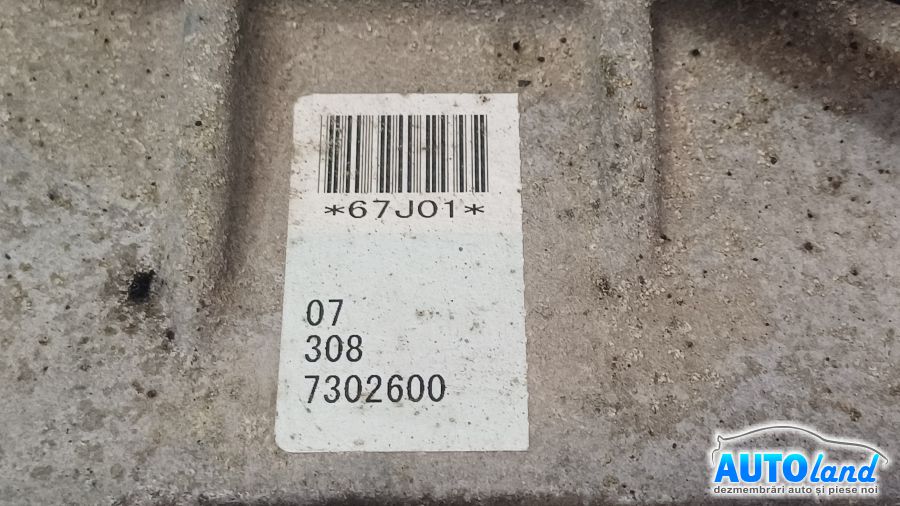 *67J01*
07
308
7302600
AUTOland
dezmembrări auto și piese noi